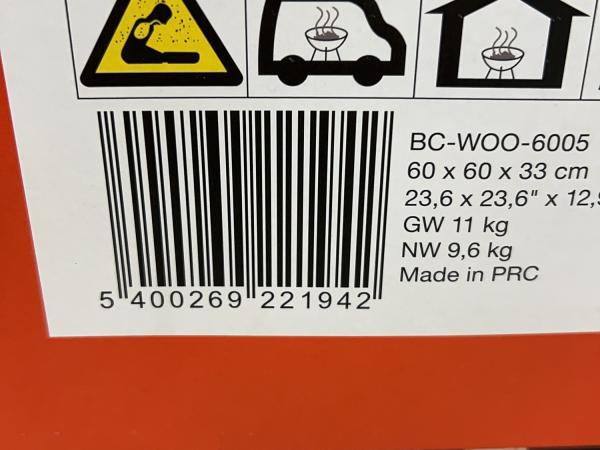 BC-WOO-6005
60 x 60 x 33 cm
23,6 x 23,6" x 12,9
GW 11 kg
NW 9,6 kg
Made in PRC
5 400269 221942